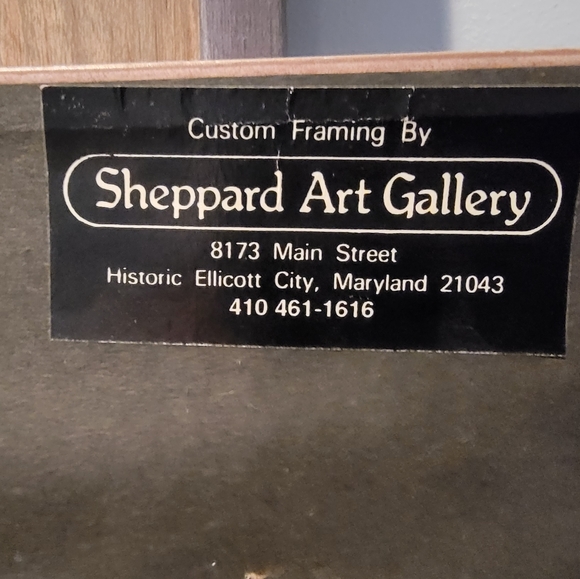 Custom Framing By
Sheppard Art Gallery
8173 Main Street
Historic Ellicott City, Maryland 21043
410 461-1616